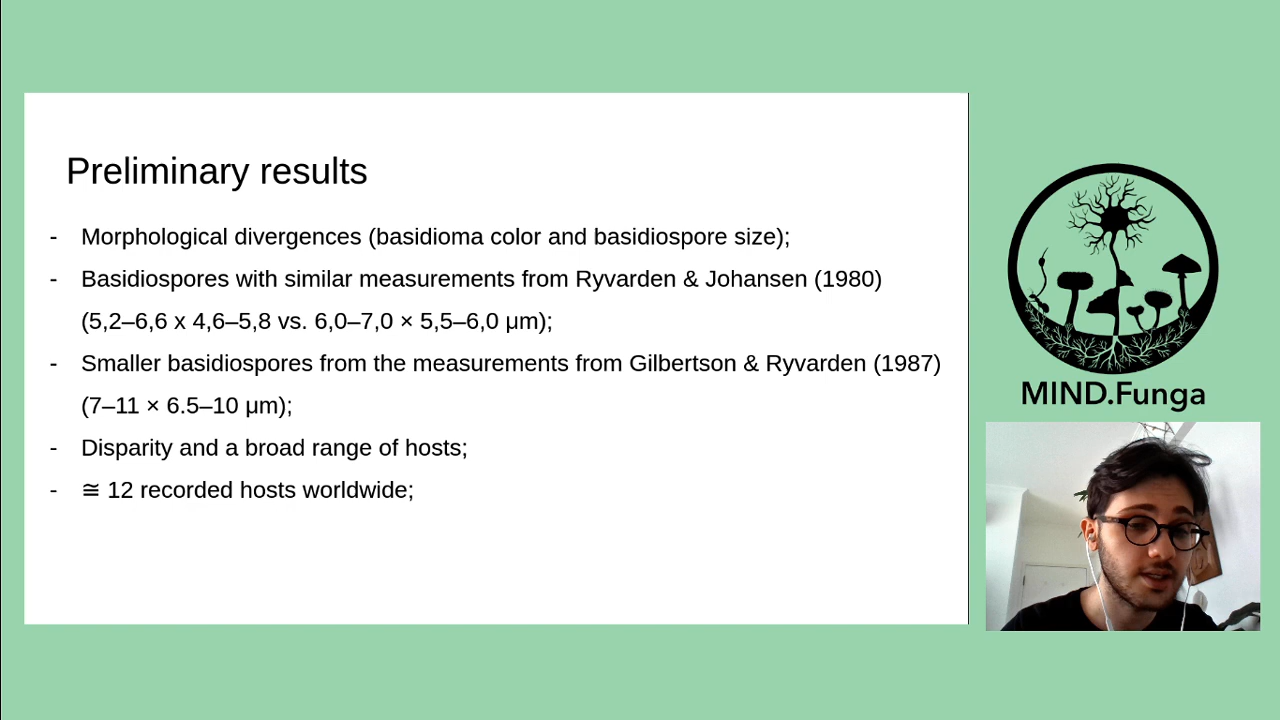 Preliminary results
- Morphological divergences (basidioma color and basidiospore size);
- Basidiospores with similar measurements from Ryvarden & Johansen (1980)
(5,2–6,6 x 4,6–5,8 vs. 6,0–7,0 × 5,5–6,0 μm);
- Smaller basidiospores from the measurements from Gilbertson & Ryvarden (1987)
(7–11 × 6.5–10 μm);
- Disparity and a broad range of hosts;
- ≅ 12 recorded hosts worldwide;
MIND.Funga